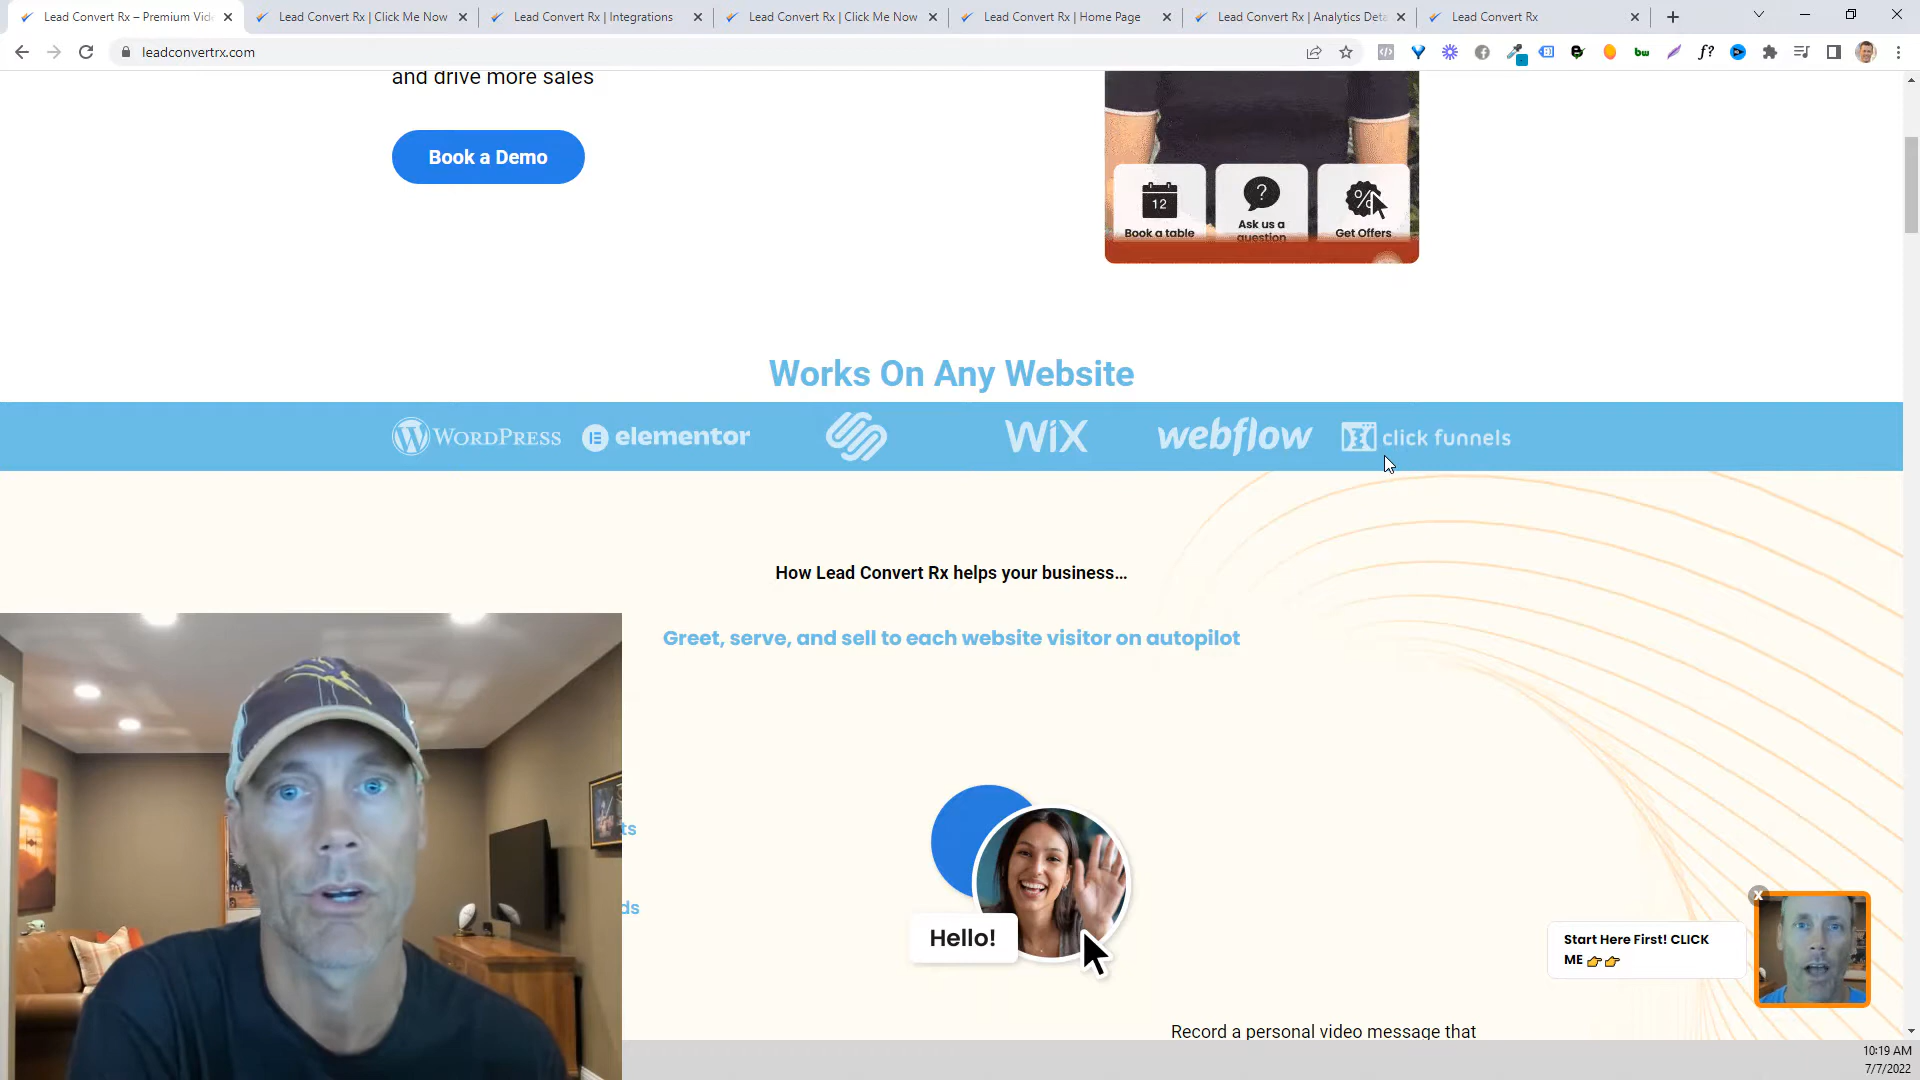 Lead Convert Rx – Premium Vid
Lead Convert Rx | Click Me Now
Lead Convert Rx | Integrations
Lead Convert Rx | Click Me Now
Lead Convert Rx | Home Page
Lead Convert Rx | Analytics Deta
Lead Convert Rx
leadconvertrx.com
bw
f?
and drive more sales
Book a Demo
12
?
%
Book a table
Ask us a
question
Get Offers
Works On Any Website
WORDPRESS
elementor
WiX
webflow
click funnels
How Lead Convert Rx helps your business...
Greet, serve, and sell to each website visitor on autopilot
ts
ds
Hello!
X
Start Here First! CLICK
ME 👉👉
Record a personal video message that
10:19 AM
7/7/2022